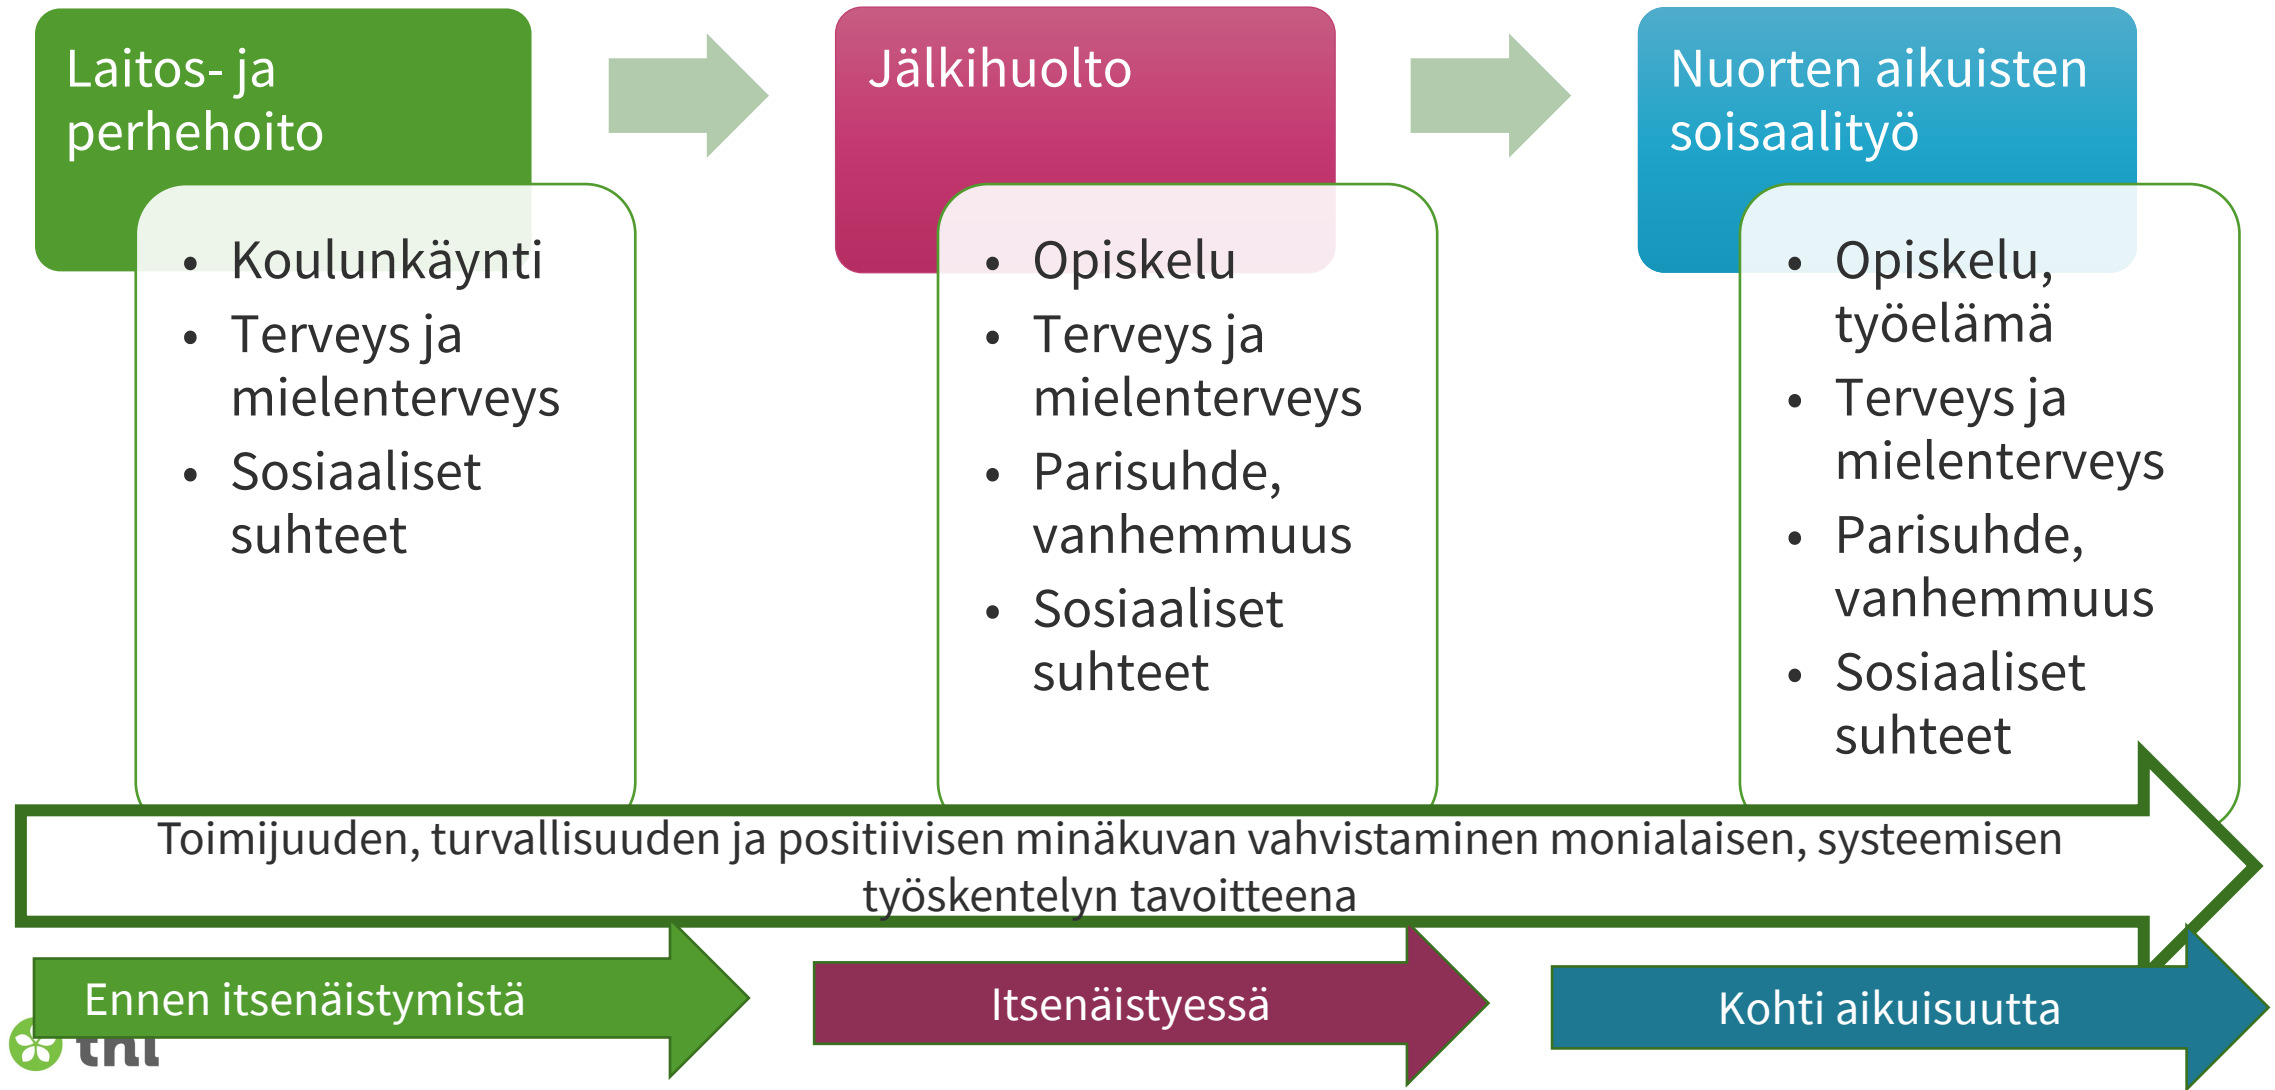 Laitos- ja
perhehoito
• Koulunkäynti
• Terveys ja
mielenterveys
• Sosiaaliset
suhteet
Jälkihuolto
• Opiskelu
• Terveys ja
mielenterveys
• Parisuhde,
vanhemmuus
• Sosiaaliset
suhteet
Nuorten aikuisten
soisaalityö
• Opiskelu,
työelämä
• Terveys ja
mielenterveys
• Parisuhde,
vanhemmuus
• Sosiaaliset
suhteet
Toimijuuden, turvallisuuden ja positiivisen minäkuvan vahvistaminen monialaisen, systeemisen
työskentelyn tavoitteena
Ennen itsenäistymistä
Itsenäistyessä
Kohti aikuisuutta
thl